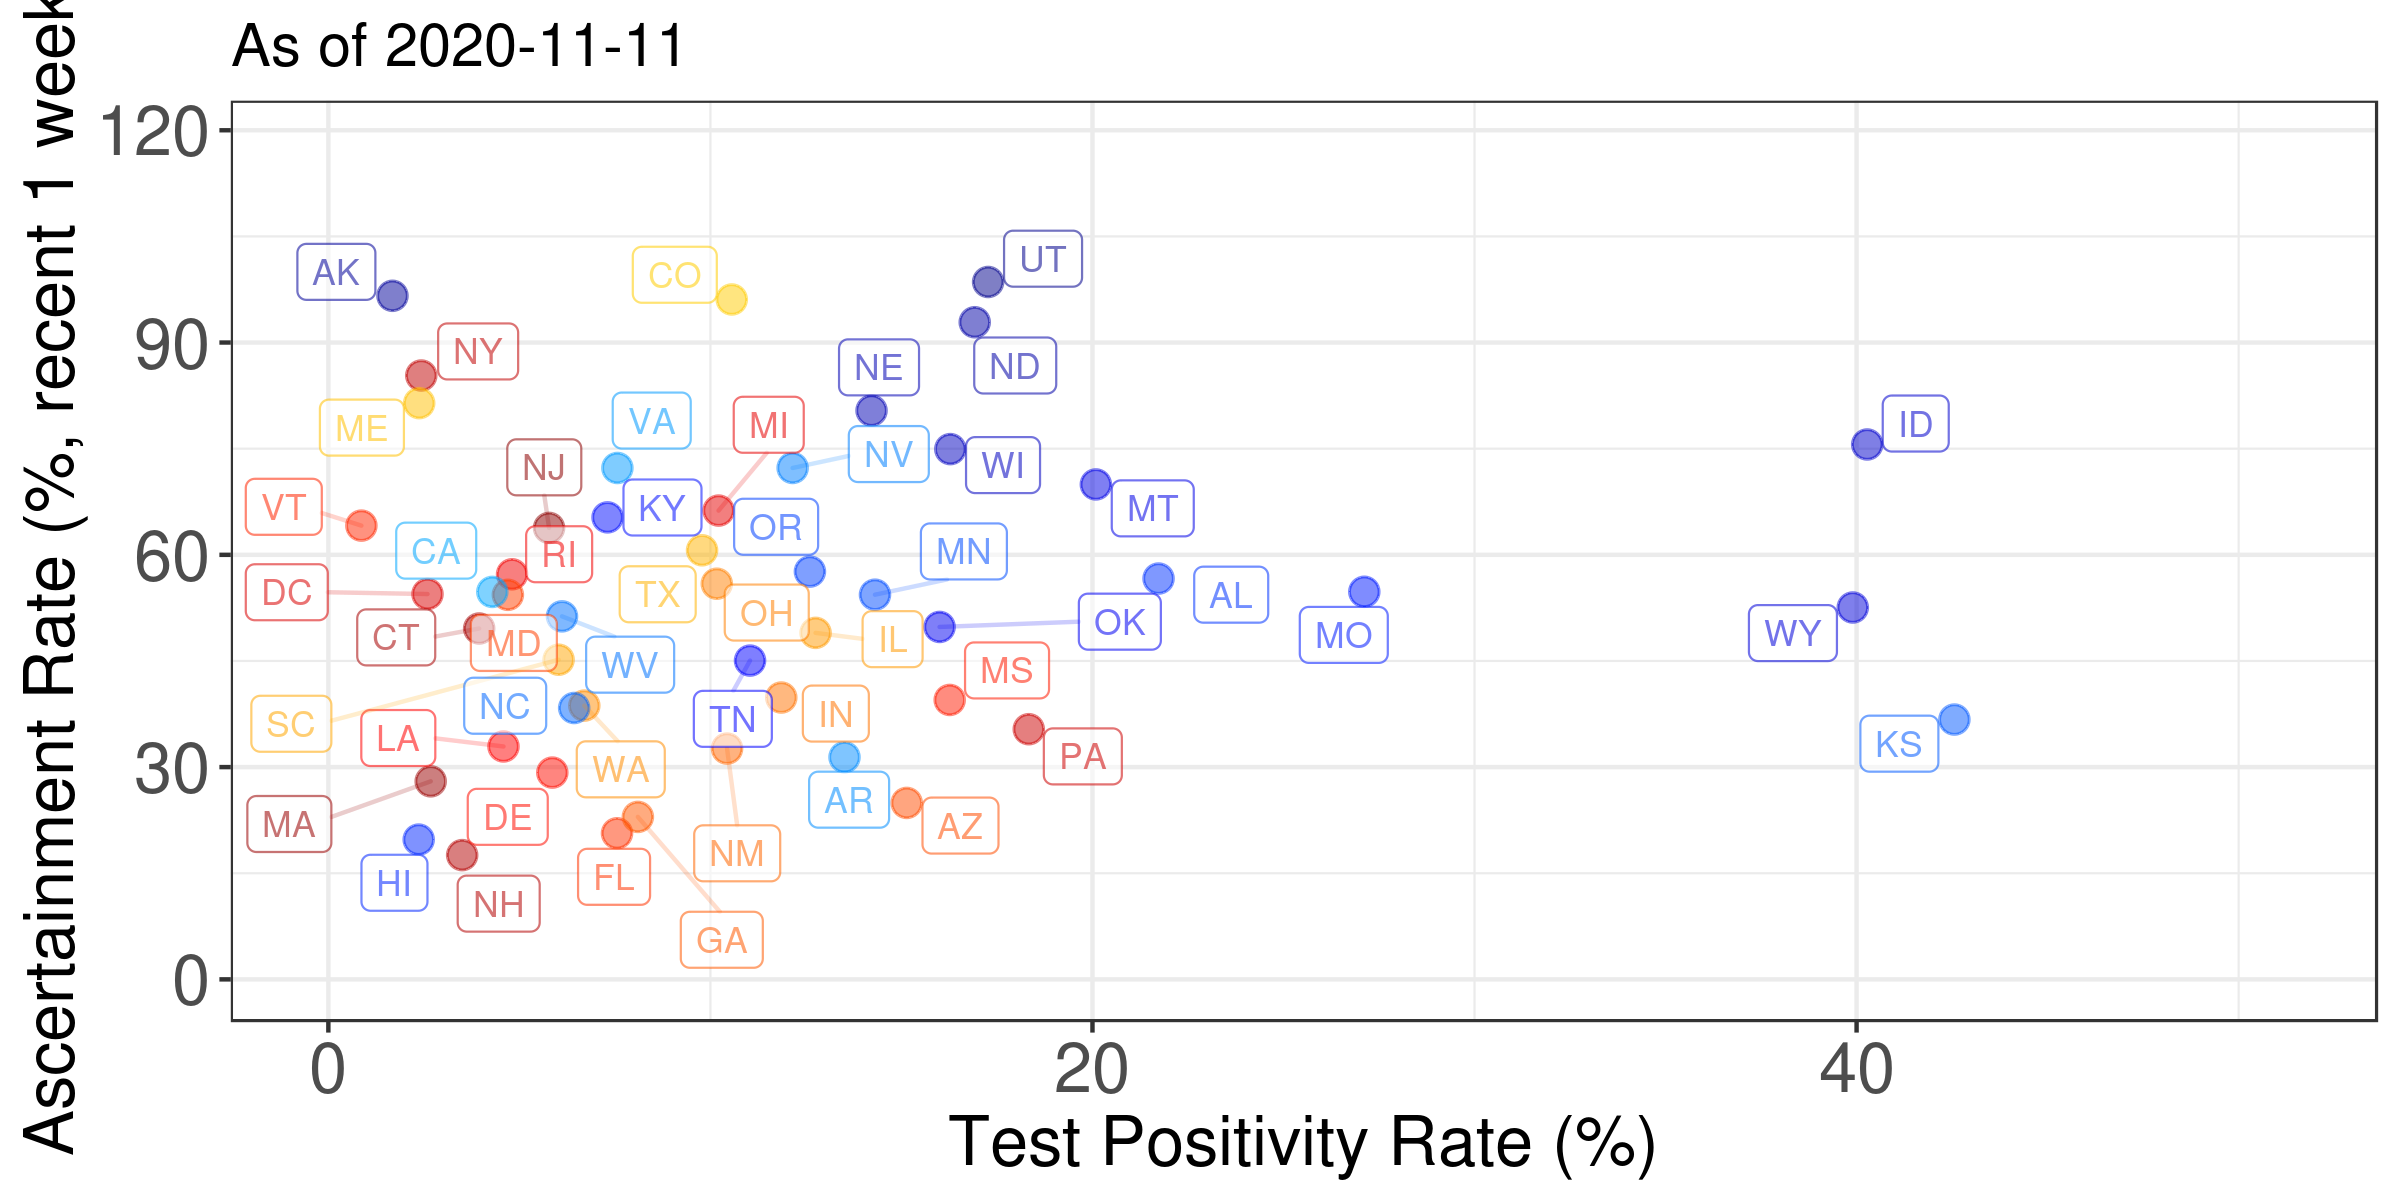 As of 2020-11-11
Ascertainment Rate (%, recent 1 week
120
90
60
30
0
AK
CO
UT
NY
ND
NE
ME
VA
MI
NV
WI
ID
NJ
VT
KY
OR
MT
CA
RI
MN
DC
TX
OH
AL
OK
MO
WY
CT
MD
IL
WV
MS
SC
NC
LA
TN
IN
PA
KS
WA
MA
DE
AR
AZ
HI
NH
FL
NM
GA
0 20 40
Test Positivity Rate (%)